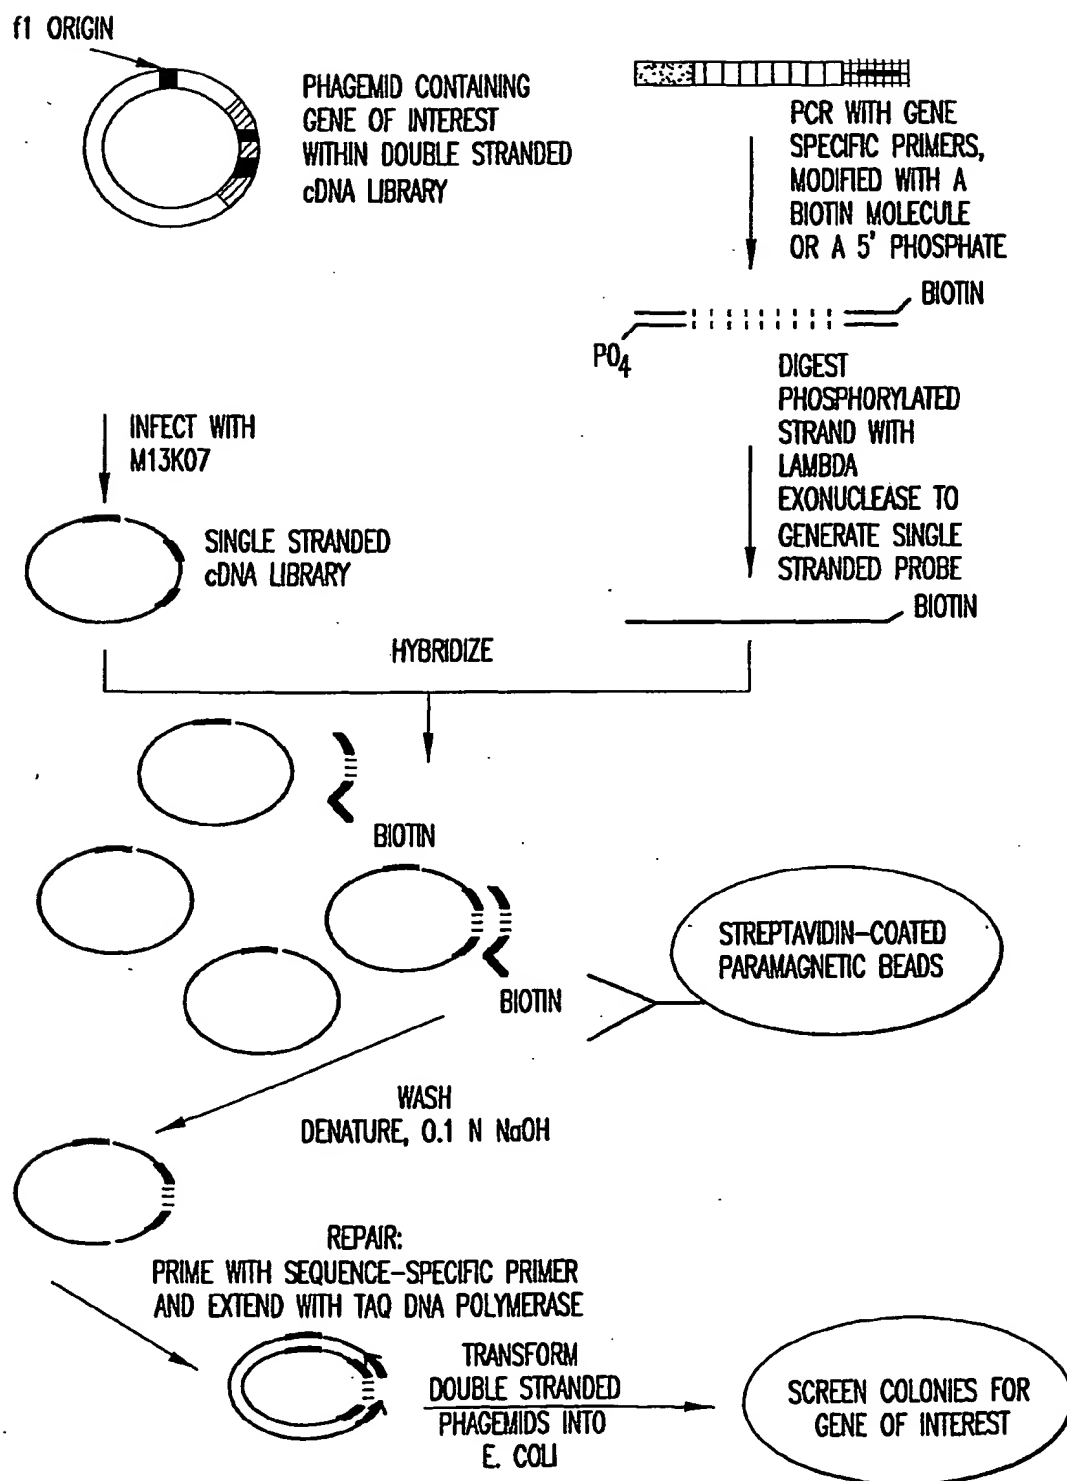 f1 ORIGIN
PHAGEMID CONTAINING
GENE OF INTEREST
WITHIN DOUBLE STRANDED
cDNA LIBRARY
PCR WITH GENE
SPECIFIC PRIMERS,
MODIFIED WITH A
BIOTIN MOLECULE
OR A 5' PHOSPHATE
BIOTIN
PO4
DIGEST
PHOSPHORYLATED
STRAND WITH
LAMBDA
EXONUCLEASE TO
GENERATE SINGLE
STRANDED PROBE
BIOTIN
INFECT WITH
M13K07
SINGLE STRANDED
cDNA LIBRARY
HYBRIDIZE
BIOTIN
BIOTIN
STREPTAVIDIN-COATED
PARAMAGNETIC BEADS
WASH
DENATURE, 0.1 N NaOH
REPAIR:
PRIME WITH SEQUENCE-SPECIFIC PRIMER
AND EXTEND WITH TAQ DNA POLYMERASE
TRANSFORM
DOUBLE STRANDED
PHAGEMIDS INTO
E. COLI
SCREEN COLONIES FOR
GENE OF INTEREST